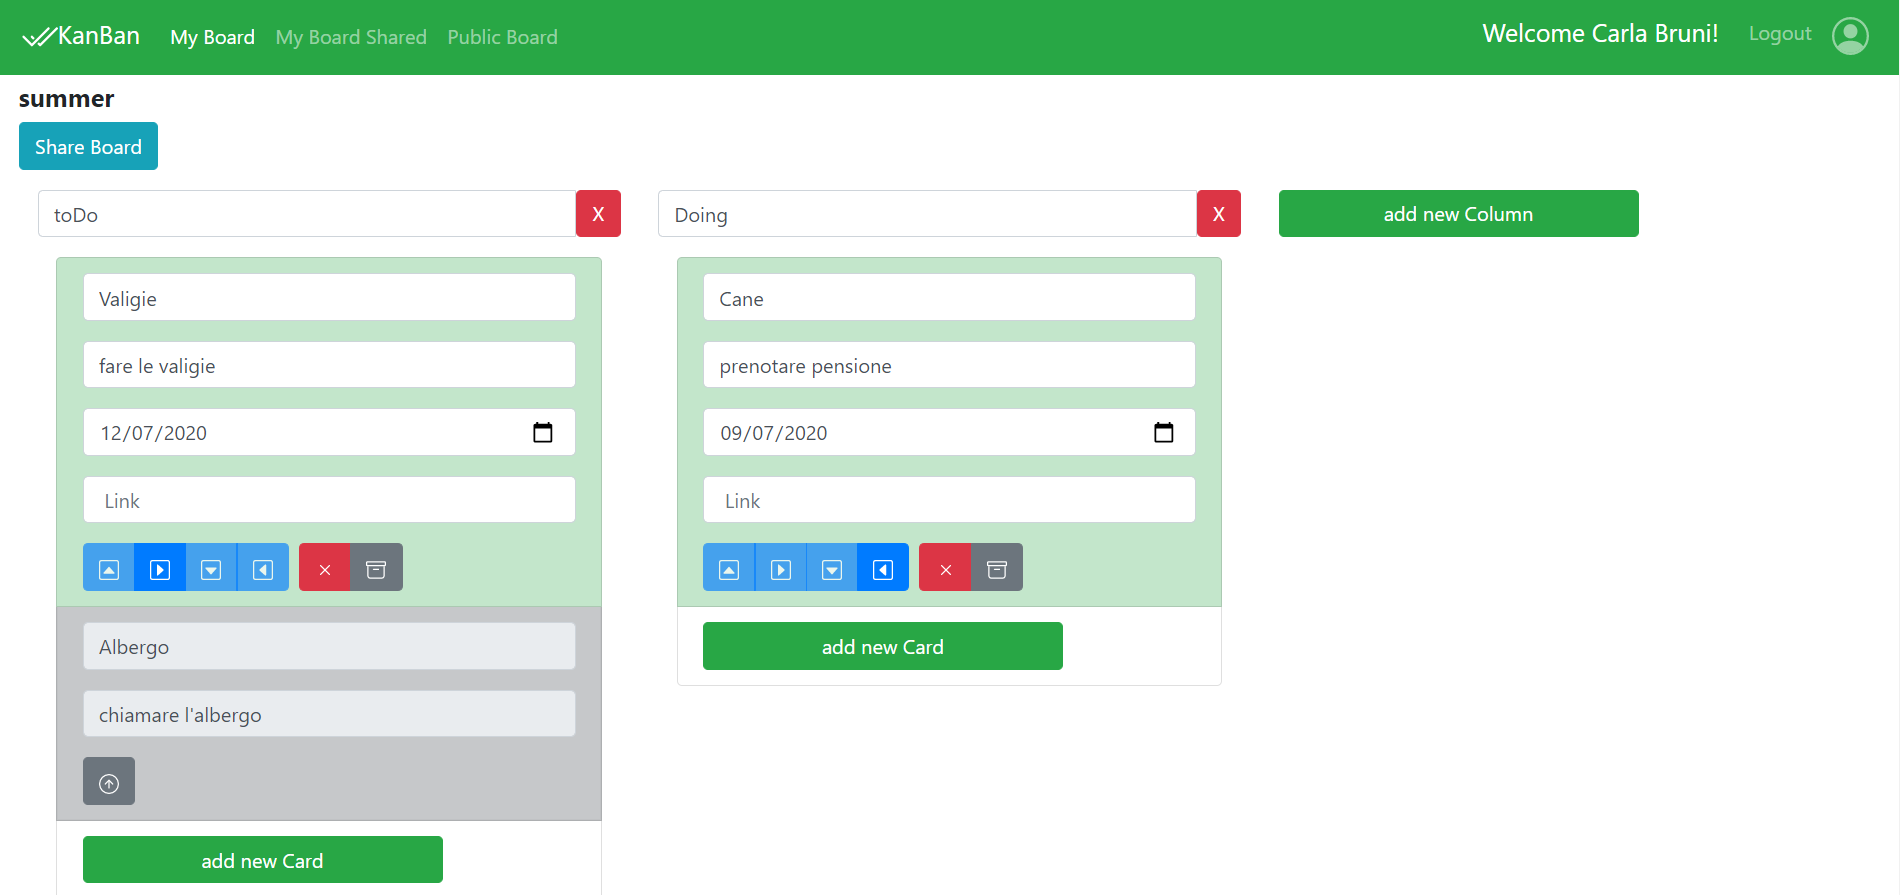 KanBan My Board My Board Shared Public Board Welcome Carla Bruni! Logout
summer
Share Board
toDo X
Doing X
add new Column
Valigie
fare le valigie
12/07/2020
Link
Albergo
chiamare l'albergo
add new Card
Cane
prenotare pensione
09/07/2020
Link
add new Card